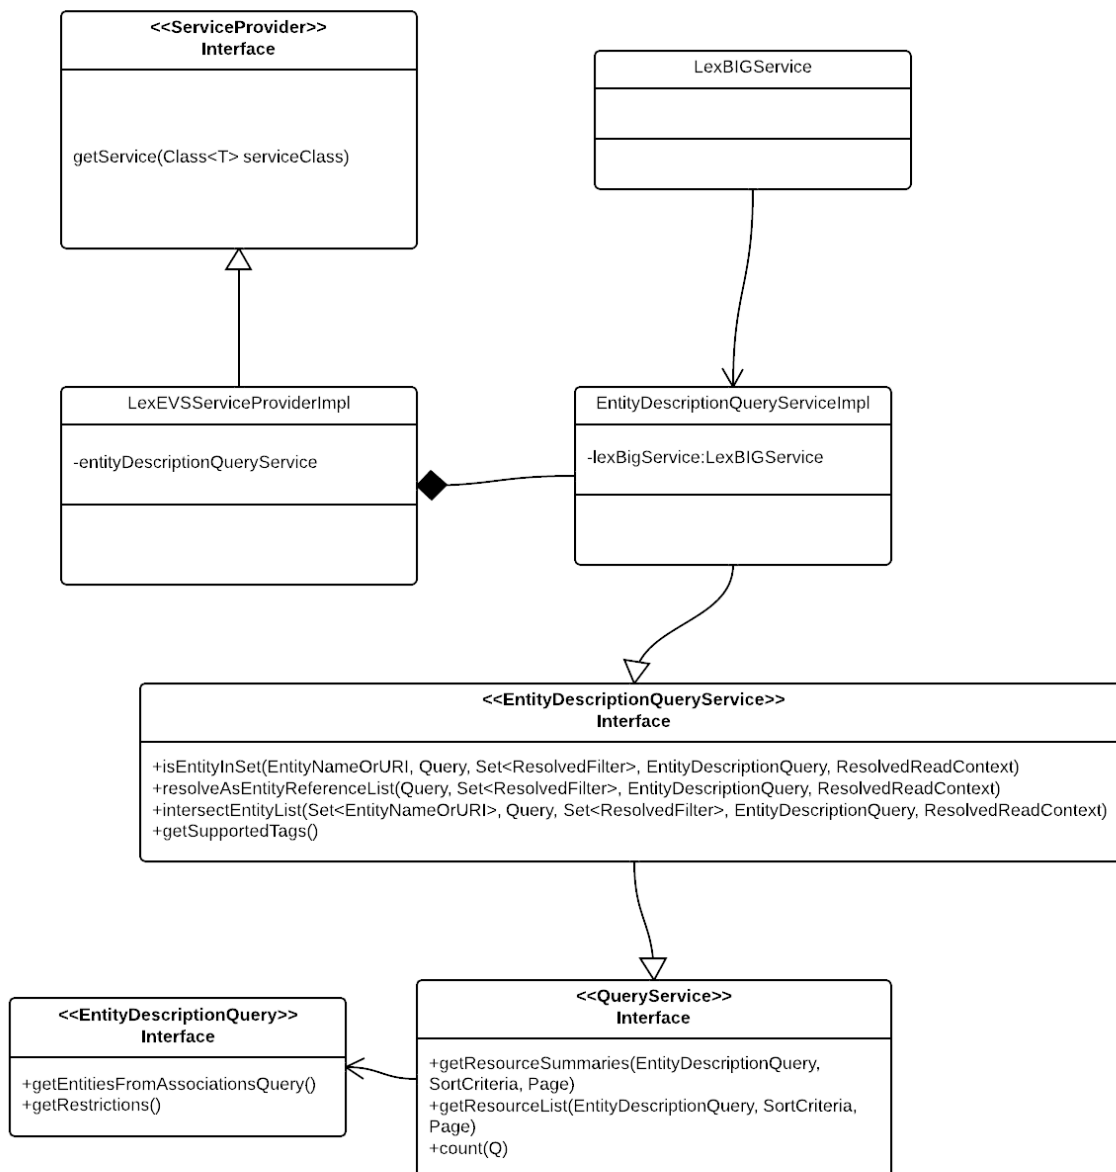 <<ServiceProvider>>
Interface
getService(Class<T> serviceClass)
LexBIGService
LexEVSServiceProviderImpl
-entityDescriptionQueryService
EntityDescriptionQueryServiceImpl
-lexBigService:LexBIGService
<<EntityDescriptionQueryService>>
Interface
+isEntityInSet(EntityNameOrURI, Query, Set<ResolvedFilter>, EntityDescriptionQuery, ResolvedReadContext)
+resolveAsEntityReferenceList(Query, Set<ResolvedFilter>, EntityDescriptionQuery, ResolvedReadContext)
+intersectEntityList(Set<EntityNameOrURI>, Query, Set<ResolvedFilter>, EntityDescriptionQuery, ResolvedReadContext)
+getSupportedTags()
<<EntityDescriptionQuery>>
Interface
+getEntitiesFromAssociationsQuery()
+getRestrictions()
<<QueryService>>
Interface
+getResourceSummaries(EntityDescriptionQuery,
SortCriteria, Page)
+getResourceList(EntityDescriptionQuery, SortCriteria,
Page)
+count(Q)